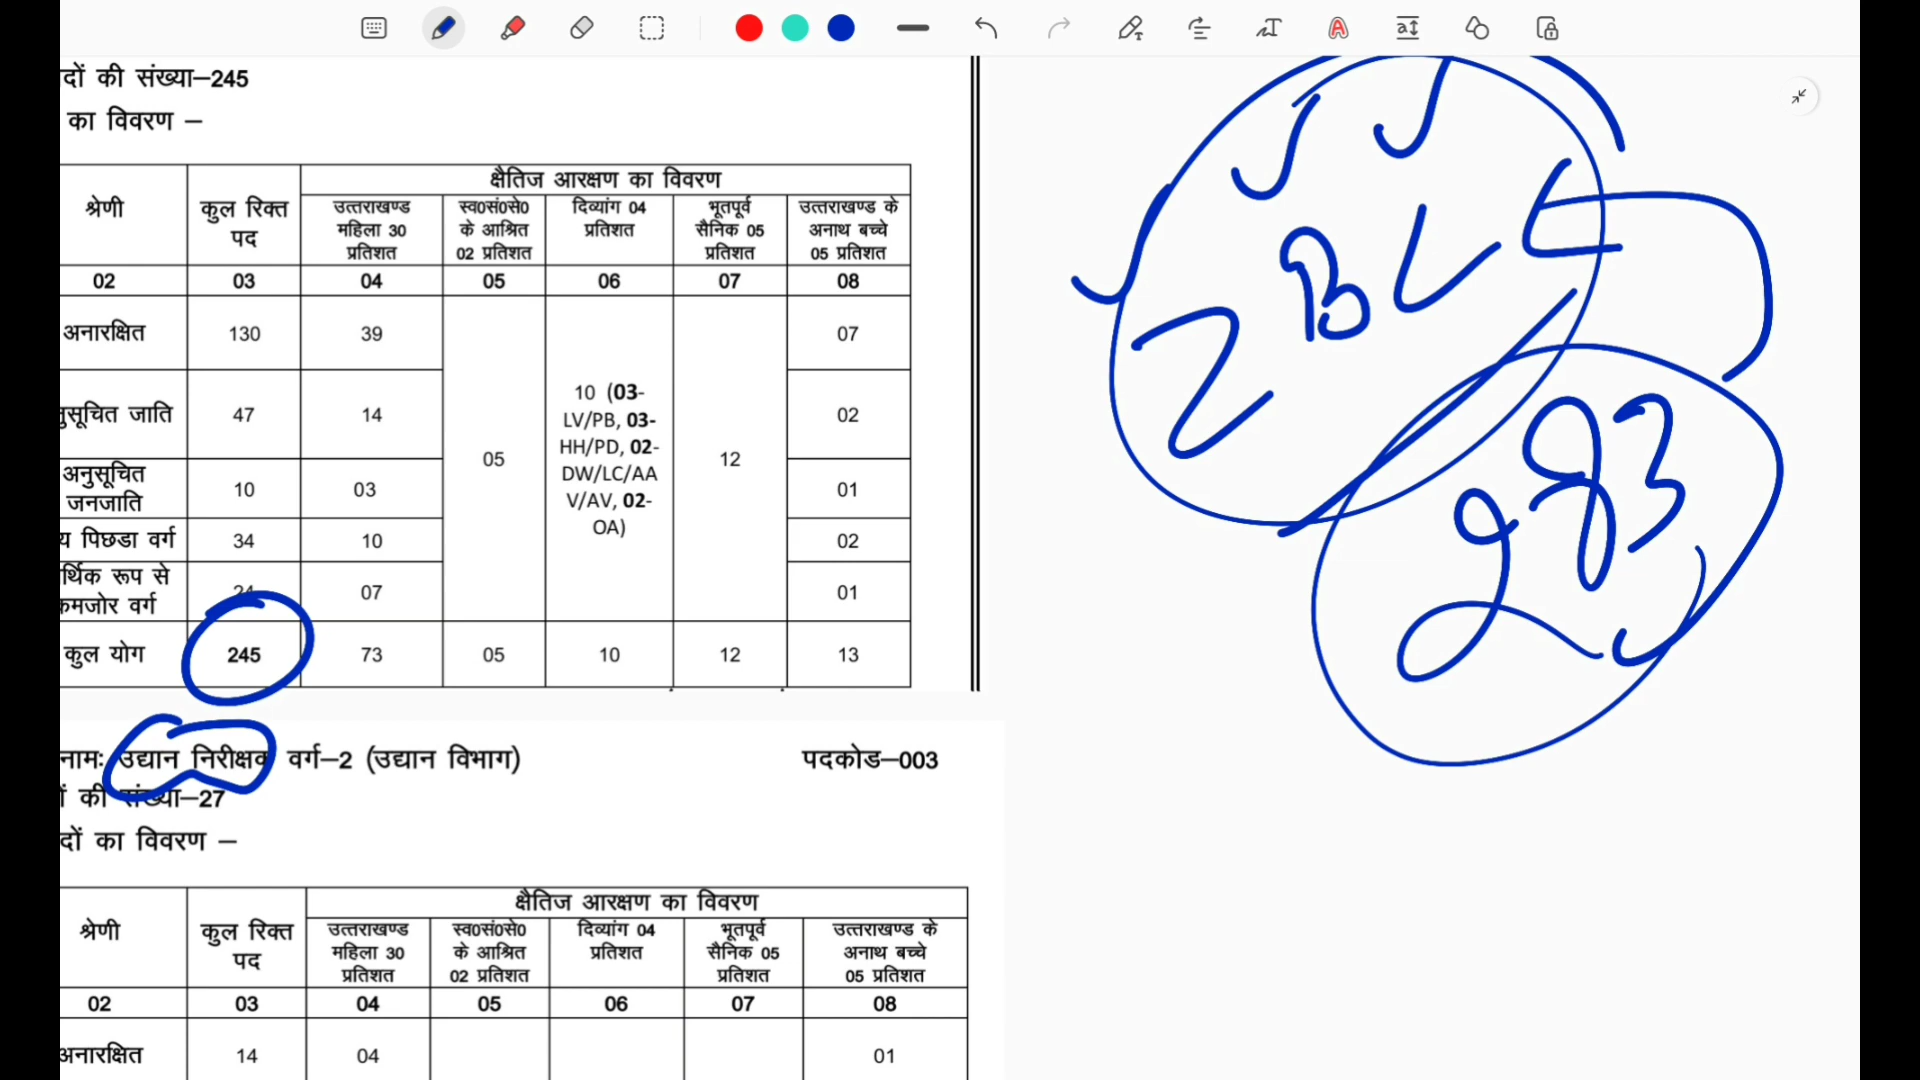 दों की संख्या–245
का विवरण –
श्रेणी
कुल रिक्त पद
क्षैतिज आरक्षण का विवरण
उत्तराखण्ड महिला 30 प्रतिशत
स्व0सं0से0 के आश्रित 02 प्रतिशत
दिव्यांग 04 प्रतिशत
भूतपूर्व सैनिक 05 प्रतिशत
उत्तराखण्ड के अनाथ बच्चे 05 प्रतिशत
02 03 04 05 06 07 08
अनारक्षित 130 39 07
नुसूचित जाति 47 14 02
05
10 (03-
LV/PB, 03-
HH/PD, 02-
DW/LC/AA
V/AV, 02-
OA)
12
अनुसूचित जनजाति 10 03 01
य पिछडा वर्ग 34 10 02
र्थिक रूप से कमजोर वर्ग 24 07 01
कुल योग 245 73 05 10 12 13
नामः उद्यान निरीक्षक वर्ग–2 (उद्यान विभाग) पदकोड–003
ों की संख्या–27
दों का विवरण –
श्रेणी
कुल रिक्त पद
क्षैतिज आरक्षण का विवरण
उत्तराखण्ड महिला 30 प्रतिशत
स्व0सं0से0 के आश्रित 02 प्रतिशत
दिव्यांग 04 प्रतिशत
भूतपूर्व सैनिक 05 प्रतिशत
उत्तराखण्ड के अनाथ बच्चे 05 प्रतिशत
02 03 04 05 06 07 08
अनारक्षित 14 04 01